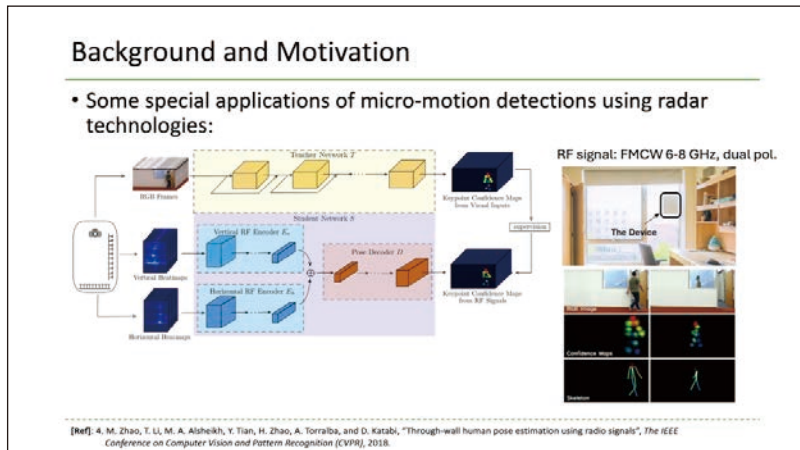 Background and Motivation
• Some special applications of micro-motion detections using radar
technologies:
RF signal: FMCW 6-8 GHz, dual pol.
Teacher Network T
RGB Frames
Keypoint Confidence Maps
from Visual Inputs
Student Network S
supervision
Vertical RF Encoder Eᵥ
Vertical Heatmaps
Pose Decoder D
Horizontal RF Encoder Eₕ
Keypoint Confidence Maps
from RF Signals
Horizontal Heatmaps
The Device
RGB Image
Confidence Maps
Skeleton
[Ref]: 4. M. Zhao, T. Li, M. A. Alsheikh, Y. Tian, H. Zhao, A. Torralba, and D. Katabi, "Through-wall human pose estimation using radio signals", The IEEE
Conference on Computer Vision and Pattern Recognition (CVPR), 2018.